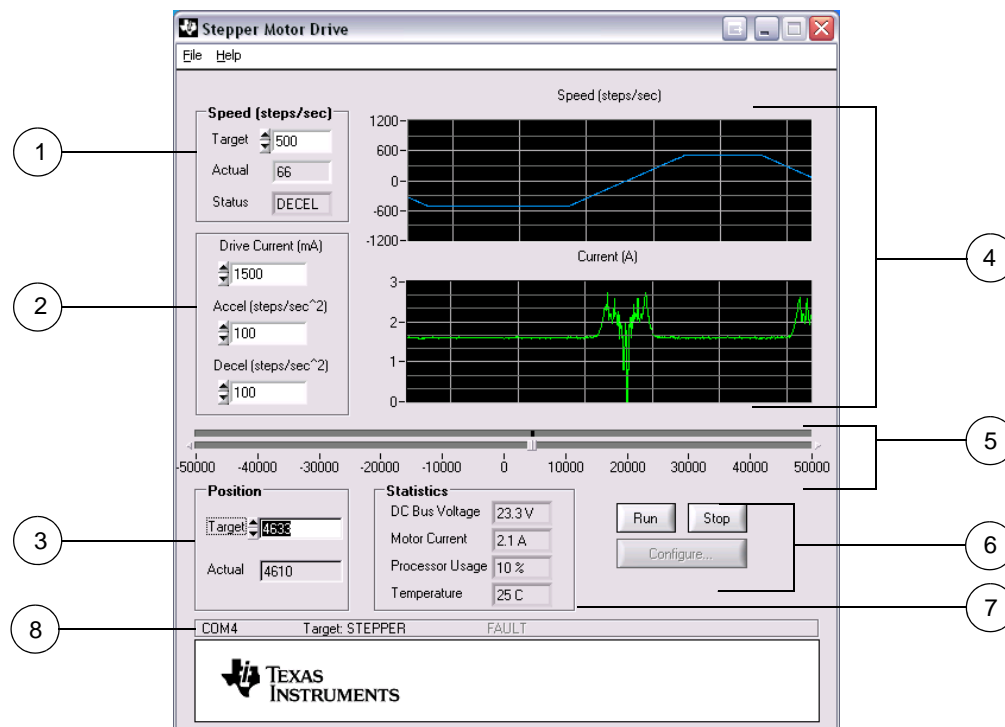 Stepper Motor Drive
File Help
Speed (steps/sec)
Target 500
Actual 66
Status DECEL
1
Drive Current (mA)
1500
Accel (steps/sec^2)
100
Decel (steps/sec^2)
100
2
Speed (steps/sec)
1200
600
0
-600
-1200
Current (A)
3
2
1
0
4
-50000 -40000 -30000 -20000 -10000 0 10000 20000 30000 40000 50000
5
Position
Target 4633
Actual 4610
3
Statistics
DC Bus Voltage 23.3 V
Motor Current 2.1 A
Processor Usage 10 %
Temperature 25 C
7
Run Stop
Configure...
6
8
COM4 Target: STEPPER FAULT
TEXAS
INSTRUMENTS